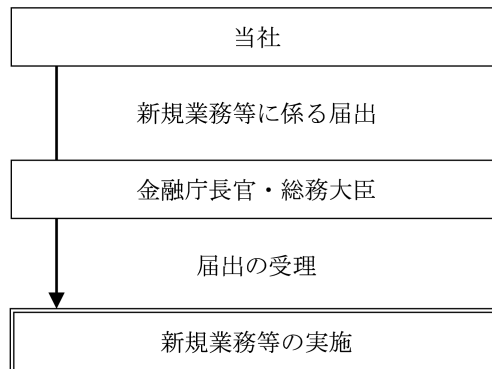 当社
新規業務等に係る届出
金融庁長官・総務大臣
届出の受理
新規業務等の実施